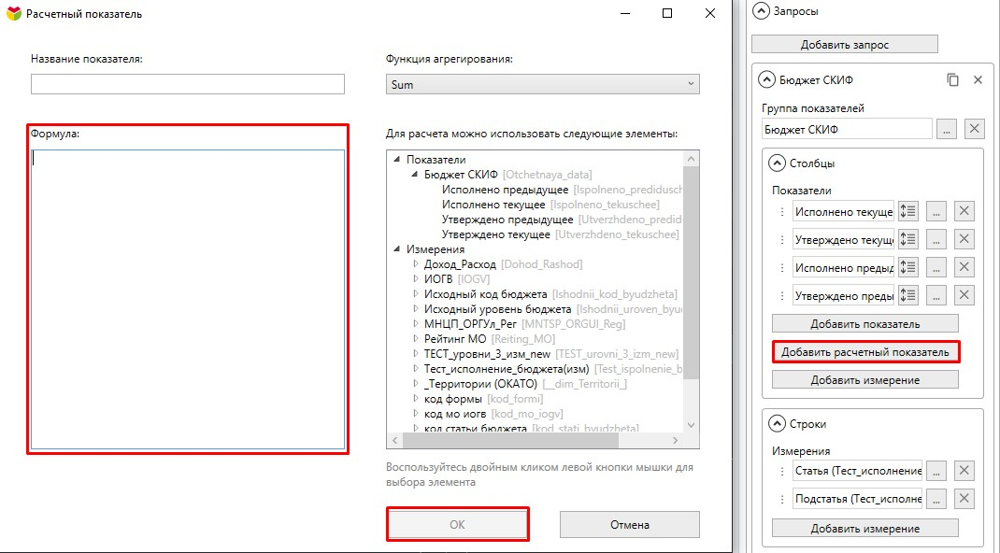 Расчетный показатель
Название показателя:
Функция агрегирования:
Sum
Формула:
Для расчета можно использовать следующие элементы:
Показатели
Бюджет СКИФ [Otchetnaya_data]
Исполнено предыдущее [Ispolneno_prediduscl
Исполнено текущее [Ispolneno_tekuschee]
Утверждено предыдущее [Utverzhdeno_predid
Утверждено текущее [Utverzhdeno_tekuschee]
Измерения
Доход_Расход [Dohod_Rashod]
ИОГВ [IOGV]
Исходный код бюджета [Ishodnii_kod_byudzheta]
Исходный уровень бюджета [Ishodnii_uroven_byu
МНЦП_ОРГУл_Рег [MNTSP_ORGUl_Reg]
Рейтинг МО [Reiting_MO]
ТЕСТ_уровни_3_изм_new [TEST_urovni_3_izm_new]
Тест_исполнение_бюджета(изм) [Test_ispolnenie_b
_Территории (ОКАТО) [__dim_Territorii_]
код формы [kod_formi]
код мо иогв [kod_mo_iogv]
код статьи бюджета [kod_stati_byudzheta]
Воспользуйтесь двойным кликом левой кнопки мышки для
выбора элемента
ОК
Отмена
Запросы
Добавить запрос
Бюджет СКИФ
Группа показателей
Бюджет СКИФ
...
Столбцы
Показатели
Исполнено текуще ...
Утверждено текущ ...
Исполнено предыд ...
Утверждено преды ...
Добавить показатель
Добавить расчетный показатель
Добавить измерение
Строки
Измерения
Статья (Тест_исполнение ...
Подстатья (Тест_исполне ...
Добавить измерение